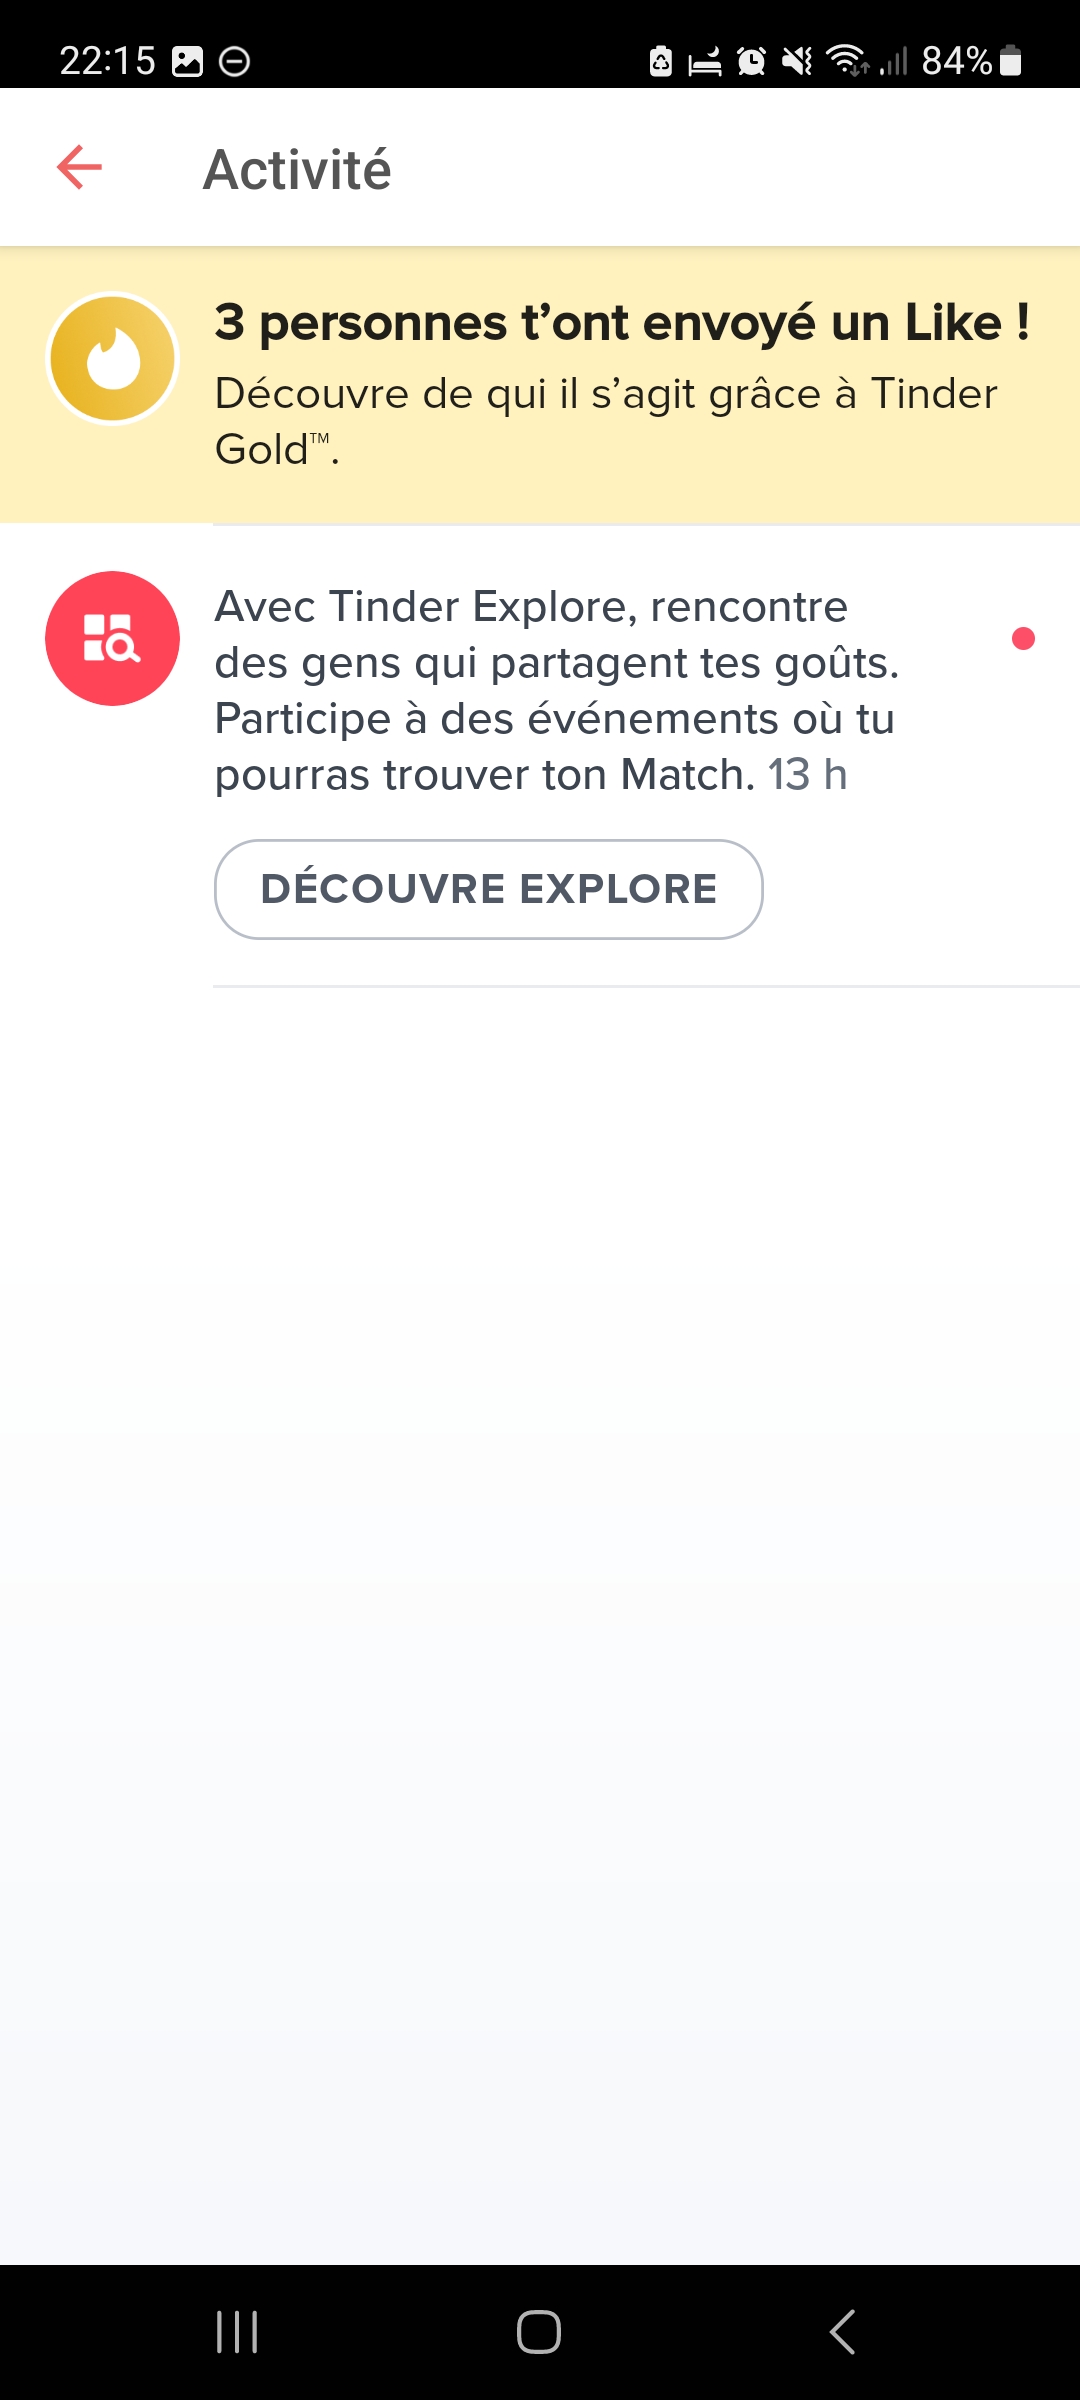 22:15 84%
Activité
3 personnes t’ont envoyé un Like !
Découvre de qui il s’agit grâce à Tinder
Gold™.
Avec Tinder Explore, rencontre
des gens qui partagent tes goûts.
Participe à des événements où tu
pourras trouver ton Match. 13 h
DÉCOUVRE EXPLORE